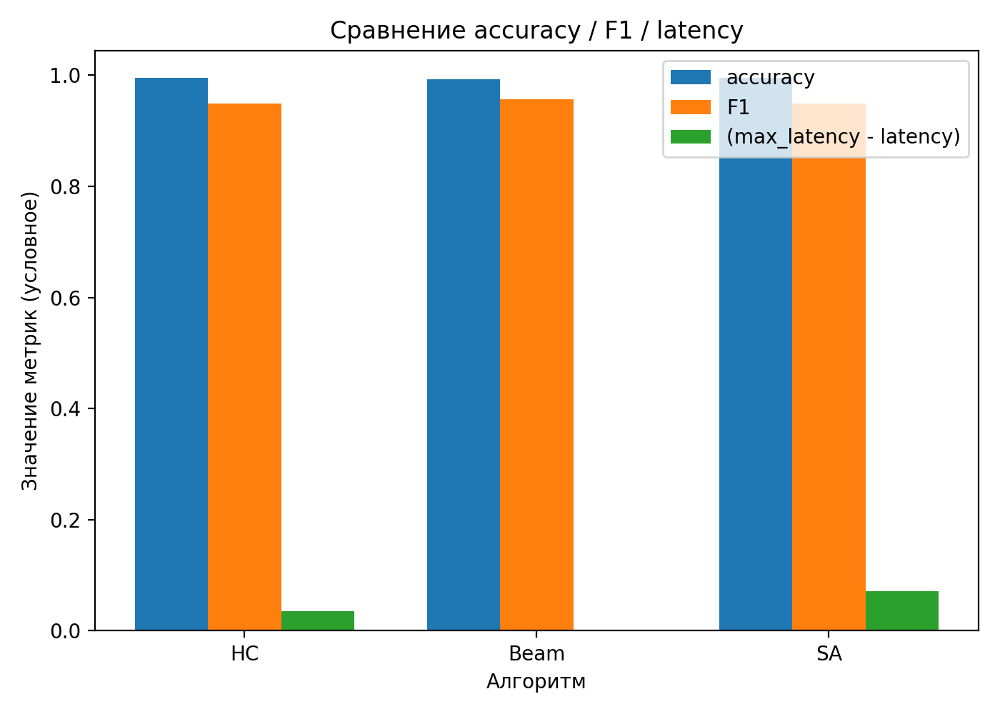 Сравнение accuracy / F1 / latency
accuracy
F1
(max_latency - latency)
Значение метрик (условное)
1.0
0.8
0.6
0.4
0.2
0.0
HC Beam SA
Алгоритм